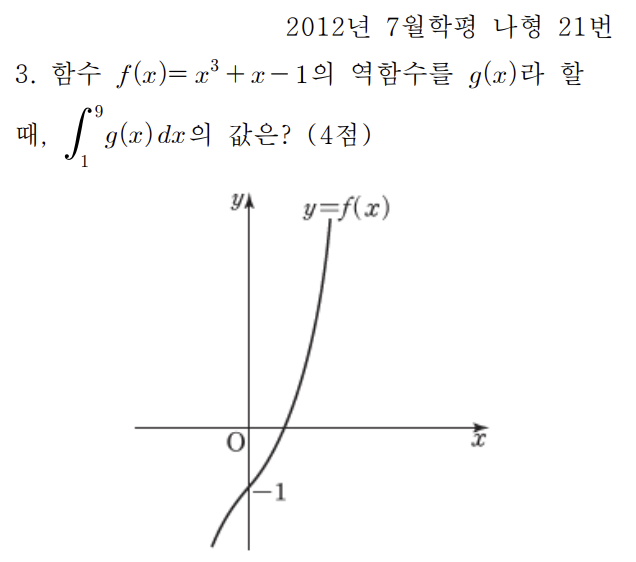 2012년 7월학평 나형 21번
3. 함수 f(x)= x³+x−1의 역함수를 g(x)라 할
때, ∫₁⁹ g(x)dx의 값은? (4점)
y
y=f(x)
O
x
−1